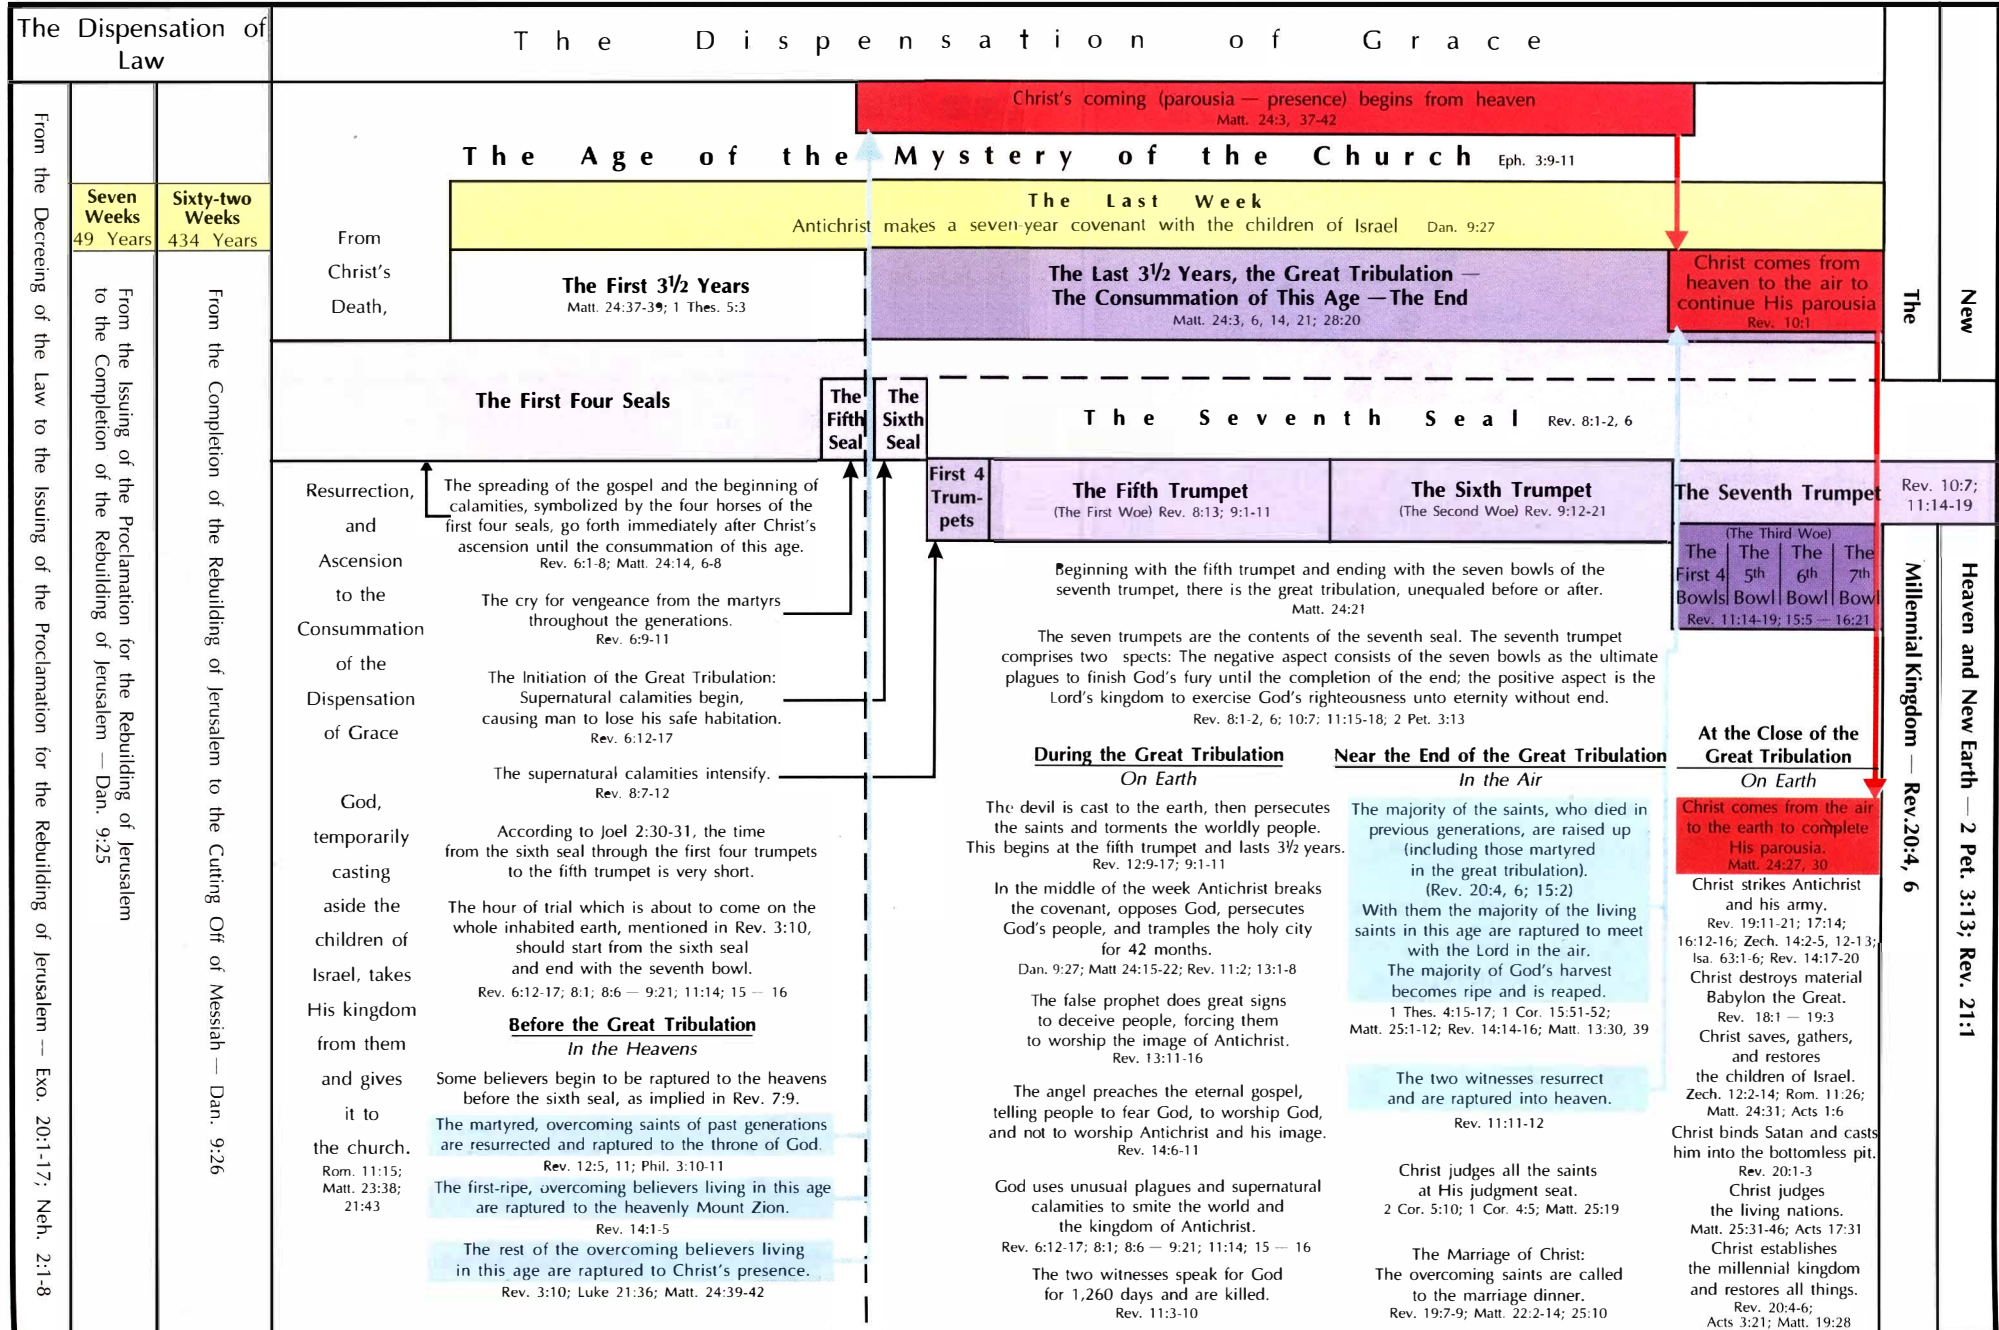 The Dispensation of
Law
The Dispensation of Grace
Christ's coming (parousia — presence) begins from heaven
Matt. 24:3, 37-42
The Age of the Mystery of the Church Eph. 3:9-11
From the Decreeing of the Law to the Issuing of the Proclamation for the Rebuilding of Jerusalem — Exo. 20:1-17; Neh. 2:1-8
Seven
Weeks
49 Years
From the Issuing of the Proclamation for the Rebuilding of Jerusalem
to the Completion of the Rebuilding of Jerusalem — Dan. 9:25
Sixty-two
Weeks
434 Years
From the Completion of the Rebuilding of Jerusalem to the Cutting Off of Messiah — Dan. 9:26
From
Christ's
Death,
Resurrection,
and
Ascension
to the
Consummation
of the
Dispensation
of Grace
God,
temporarily
casting
aside the
children of
Israel, takes
His kingdom
from them
and gives
it to
the church.
Rom. 11:15;
Matt. 23:38;
21:43
The Last Week
Antichrist makes a seven-year covenant with the children of Israel Dan. 9:27
The First 3½ Years
Matt. 24:37-39; 1 Thes. 5:3
The Last 3½ Years, the Great Tribulation —
The Consummation of This Age — The End
Matt. 24:3, 6, 14, 21; 28:20
Christ comes from
heaven to the air to
continue His parousia
Rev. 10:1
The First Four Seals
The
Fifth
Seal
The
Sixth
Seal
The Seventh Seal Rev. 8:1-2, 6
First 4
Trum-
pets
The Fifth Trumpet
(The First Woe) Rev. 8:13; 9:1-11
The Sixth Trumpet
(The Second Woe) Rev. 9:12-21
The Seventh Trumpet
Rev. 10:7;
11:14-19
(The Third Woe)
The
First 4
Bowls
The
5th
Bowl
The
6th
Bowl
The
7th
Bowl
Rev. 11:14-19; 15:5 — 16:21
The spreading of the gospel and the beginning of
calamities, symbolized by the four horses of the
first four seals, go forth immediately after Christ's
ascension until the consummation of this age.
Rev. 6:1-8; Matt. 24:14, 6-8
The cry for vengeance from the martyrs
throughout the generations.
Rev. 6:9-11
The Initiation of the Great Tribulation:
Supernatural calamities begin,
causing man to lose his safe habitation.
Rev. 6:12-17
The supernatural calamities intensify.
Rev. 8:7-12
According to Joel 2:30-31, the time
from the sixth seal through the first four trumpets
to the fifth trumpet is very short.
The hour of trial which is about to come on the
whole inhabited earth, mentioned in Rev. 3:10,
should start from the sixth seal
and end with the seventh bowl.
Rev. 6:12-17; 8:1; 8:6 — 9:21; 11:14; 15 — 16
Before the Great Tribulation
In the Heavens
Some believers begin to be raptured to the heavens
before the sixth seal, as implied in Rev. 7:9.
The martyred, overcoming saints of past generations
are resurrected and raptured to the throne of God.
Rev. 12:5, 11; Phil. 3:10-11
The first-ripe, overcoming believers living in this age
are raptured to the heavenly Mount Zion.
Rev. 14:1-5
The rest of the overcoming believers living
in this age are raptured to Christ's presence.
Rev. 3:10; Luke 21:36; Matt. 24:39-42
Beginning with the fifth trumpet and ending with the seven bowls of the
seventh trumpet, there is the great tribulation, unequaled before or after.
Matt. 24:21
The seven trumpets are the contents of the seventh seal. The seventh trumpet
comprises two spects: The negative aspect consists of the seven bowls as the ultimate
plagues to finish God's fury until the completion of the end; the positive aspect is the
Lord's kingdom to exercise God's righteousness unto eternity without end.
Rev. 8:1-2, 6; 10:7; 11:15-18; 2 Pet. 3:13
During the Great Tribulation
On Earth
The devil is cast to the earth, then persecutes
the saints and torments the worldly people.
This begins at the fifth trumpet and lasts 3½ years.
Rev. 12:9-17; 9:1-11
In the middle of the week Antichrist breaks
the covenant, opposes God, persecutes
God's people, and tramples the holy city
for 42 months.
Dan. 9:27; Matt 24:15-22; Rev. 11:2; 13:1-8
The false prophet does great signs
to deceive people, forcing them
to worship the image of Antichrist.
Rev. 13:11-16
The angel preaches the eternal gospel,
telling people to fear God, to worship God,
and not to worship Antichrist and his image.
Rev. 14:6-11
God uses unusual plagues and supernatural
calamities to smite the world and
the kingdom of Antichrist.
Rev. 6:12-17; 8:1; 8:6 — 9:21; 11:14; 15 — 16
The two witnesses speak for God
for 1,260 days and are killed.
Rev. 11:3-10
Near the End of the Great Tribulation
In the Air
The majority of the saints, who died in
previous generations, are raised up
(including those martyred
in the great tribulation).
(Rev. 20:4, 6; 15:2)
With them the majority of the living
saints in this age are raptured to meet
with the Lord in the air.
The majority of God's harvest
becomes ripe and is reaped.
1 Thes. 4:15-17; 1 Cor. 15:51-52;
Matt. 25:1-12; Rev. 14:14-16; Matt. 13:30, 39
The two witnesses resurrect
and are raptured into heaven.
Rev. 11:11-12
Christ judges all the saints
at His judgment seat.
2 Cor. 5:10; 1 Cor. 4:5; Matt. 25:19
The Marriage of Christ:
The overcoming saints are called
to the marriage dinner.
Rev. 19:7-9; Matt. 22:2-14; 25:10
At the Close of the
Great Tribulation
On Earth
Christ comes from the air
to the earth to complete
His parousia.
Matt. 24:27, 30
Christ strikes Antichrist
and his army.
Rev. 19:11-21; 17:14;
16:12-16; Zech. 14:2-5, 12-13;
Isa. 63:1-6; Rev. 14:17-20
Christ destroys material
Babylon the Great.
Rev. 18:1 — 19:3
Christ saves, gathers,
and restores
the children of Israel.
Zech. 12:2-14; Rom. 11:26;
Matt. 24:31; Acts 1:6
Christ binds Satan and casts
him into the bottomless pit.
Rev. 20:1-3
Christ judges
the living nations.
Matt. 25:31-46; Acts 17:31
Christ establishes
the millennial kingdom
and restores all things.
Rev. 20:4-6;
Acts 3:21; Matt. 19:28
The Millennial Kingdom — Rev.20:4, 6
New Heaven and New Earth — 2 Pet. 3:13; Rev. 21:1